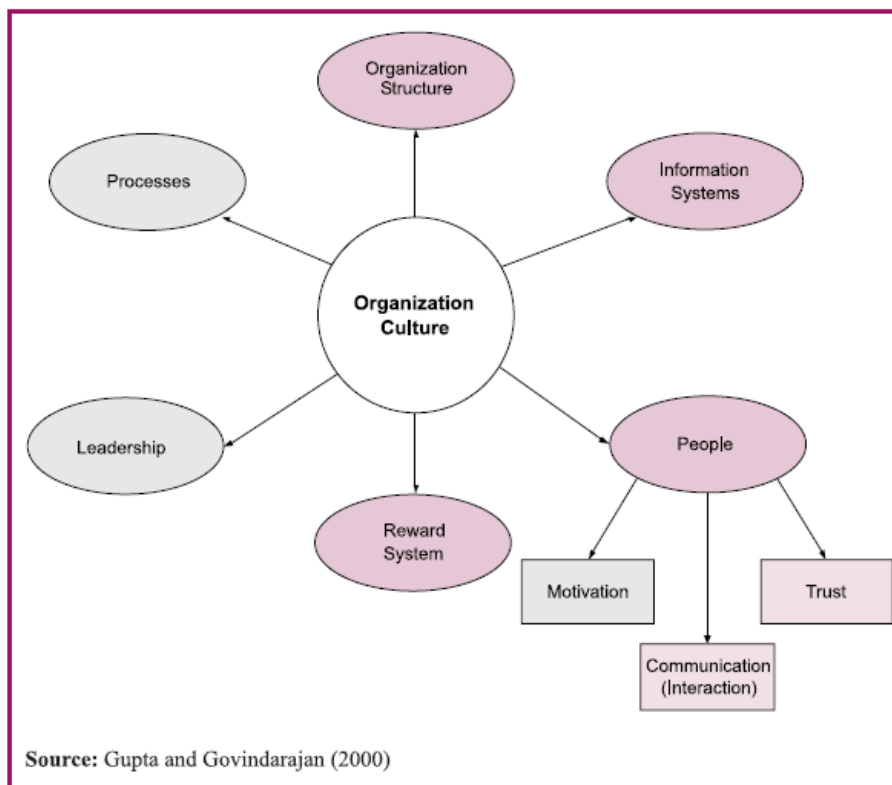 Organization
Structure
Processes
Information
Systems
Organization
Culture
Leadership
People
Reward
System
Motivation
Trust
Communication
(Interaction)
Source: Gupta and Govindarajan (2000)